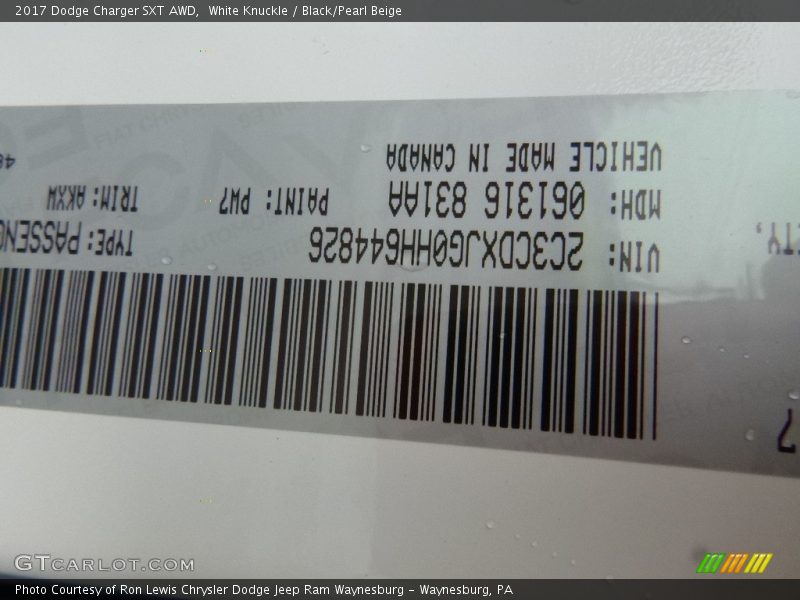 2017 Dodge Charger SXT AWD, White Knuckle / Black/Pearl Beige
VIN: 2C3CDXJG0HH644826 TYPE: PASSENG
MDH: 061316 831AA PAINT: PW7 TRIM: AKXW
VEHICLE MADE IN CANADA
GTCARLOT.COM
Photo Courtesy of Ron Lewis Chrysler Dodge Jeep Ram Waynesburg – Waynesburg, PA